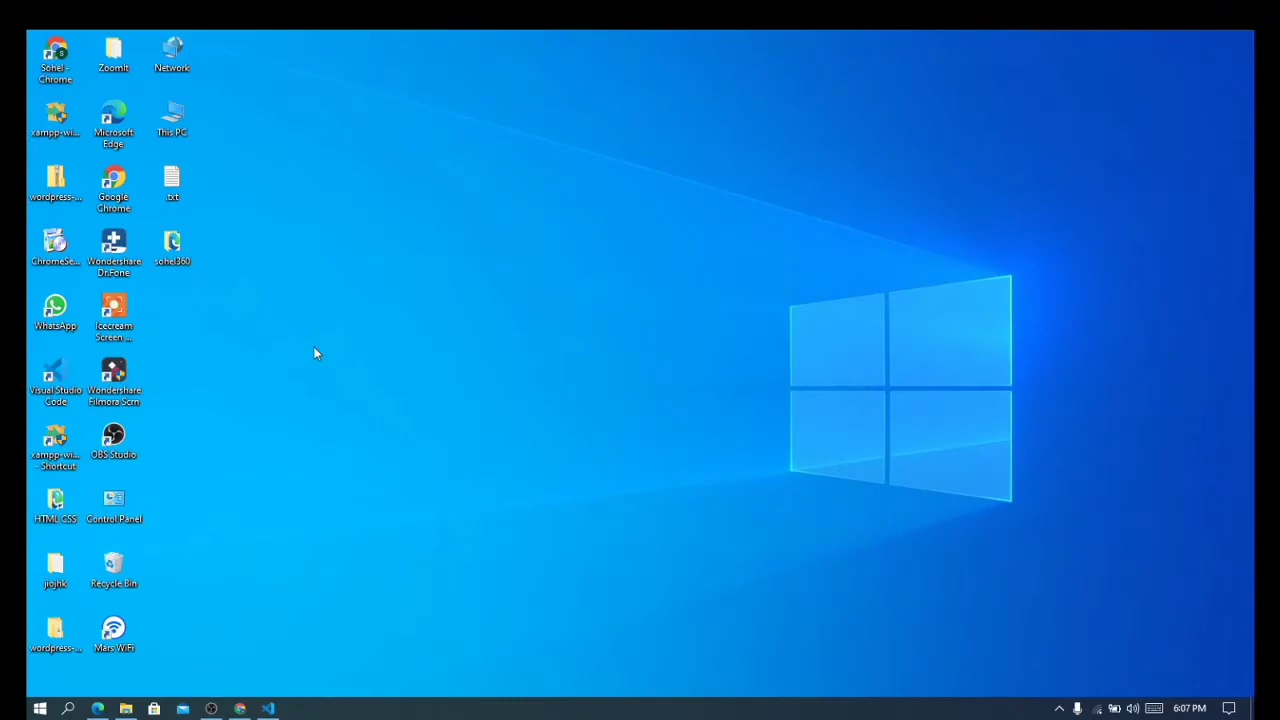 Sohel -
Chrome
ZoomIt
Network
xampp-wi...
Microsoft
Edge
This PC
wordpress-...
Google
Chrome
.txt
ChromeSe...
Wondershare
Dr.Fone
sohel360
WhatsApp
Icecream
Screen ...
Visual Studio
Code
Wondershare
Filmora Scrn
xampp-wi...
- Shortcut
OBS Studio
HTML CSS
Control Panel
jiojhk
Recycle Bin
wordpress-...
Mars WiFi
6:07 PM